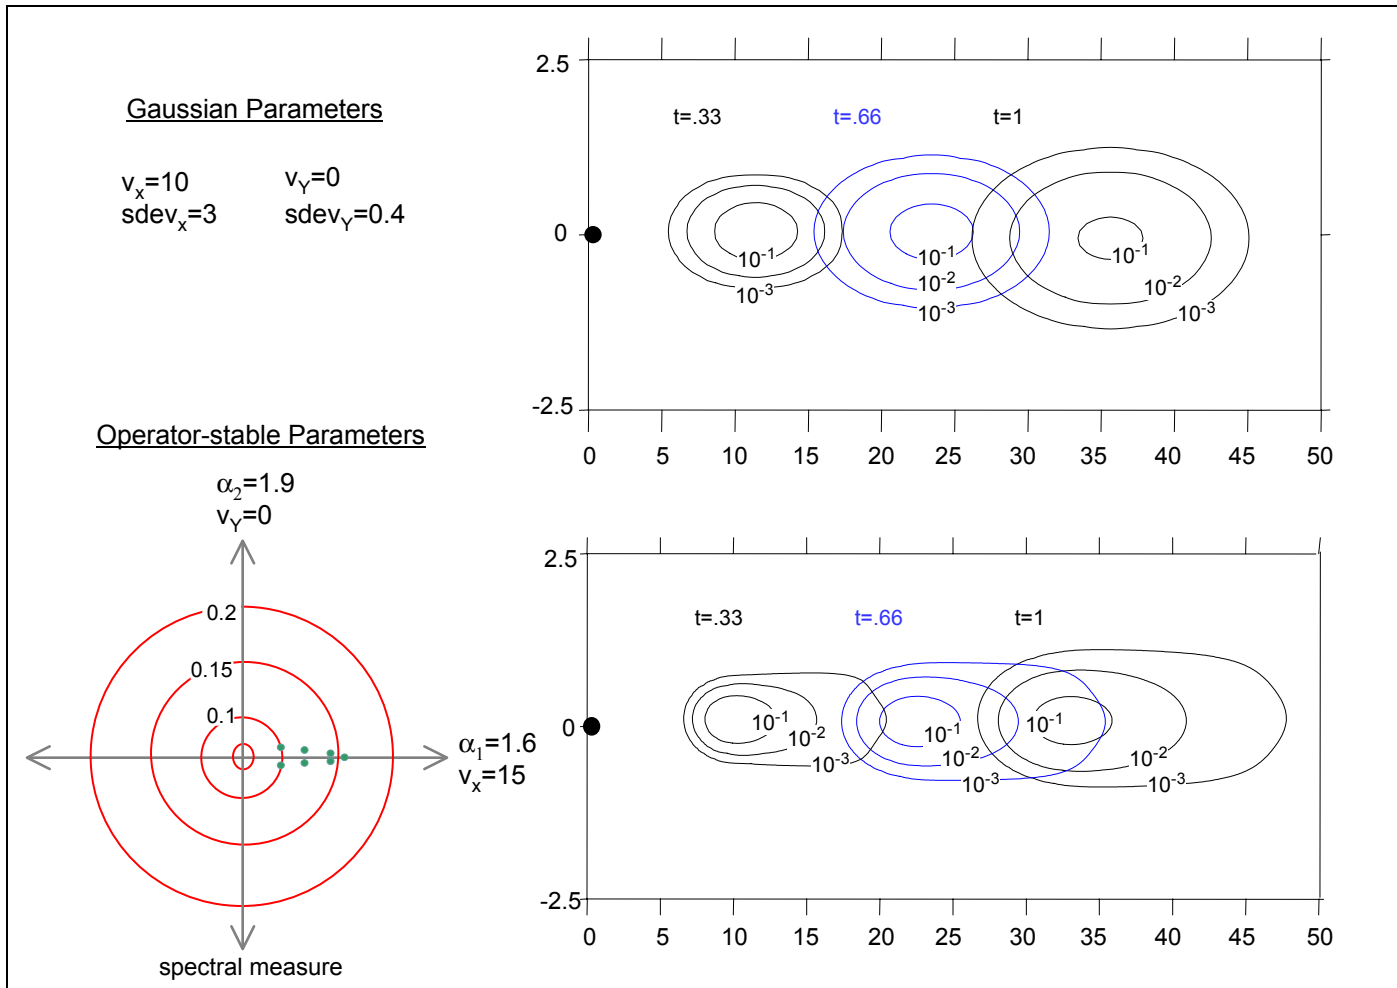 Gaussian Parameters
vₓ=10 v_Y=0
sdevₓ=3 sdev_Y=0.4
2.5
t=.33 t=.66 t=1
0
10⁻¹ 10⁻¹ 10⁻¹
10⁻² 10⁻²
10⁻³ 10⁻³ 10⁻³
-2.5
0 5 10 15 20 25 30 35 40 45 50
Operator-stable Parameters
α₂=1.9
v_Y=0
0.2
0.15
0.1
α₁=1.6
vₓ=15
spectral measure
2.5
t=.33 t=.66 t=1
0
10⁻¹ 10⁻¹ 10⁻¹
10⁻² 10⁻² 10⁻²
10⁻³ 10⁻³ 10⁻³
-2.5
0 5 10 15 20 25 30 35 40 45 50